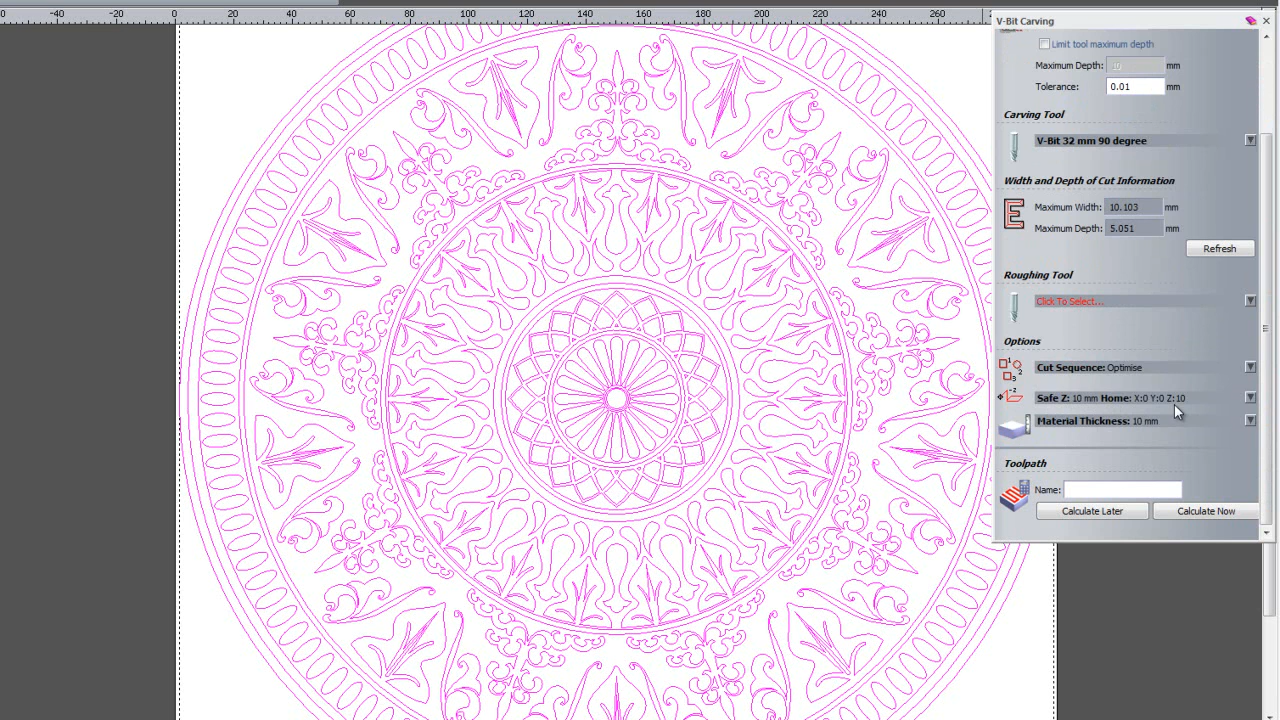 -40
-20
0
20
40
60
80
100
120
140
160
180
200
220
240
260
V-Bit Carving
Limit tool maximum depth
Maximum Depth: 10 mm
Tolerance: 0.01 mm
Carving Tool
V-Bit 32 mm 90 degree
Width and Depth of Cut Information
Maximum Width: 10.103 mm
Maximum Depth: 5.051 mm
Refresh
Roughing Tool
Click To Select...
Options
Cut Sequence: Optimise
Safe Z: 10 mm Home: X:0 Y:0 Z:10
Material Thickness: 10 mm
Toolpath
Name:
Calculate Later
Calculate Now